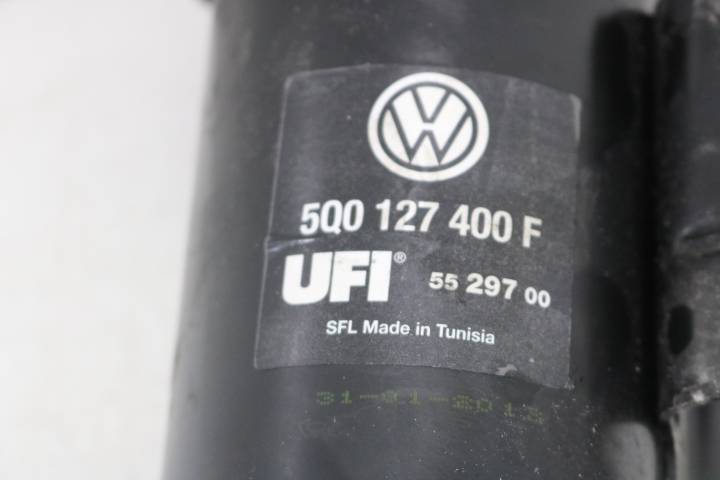 5Q0 127 400 F
UFI® 55 297 00
SFL Made in Tunisia